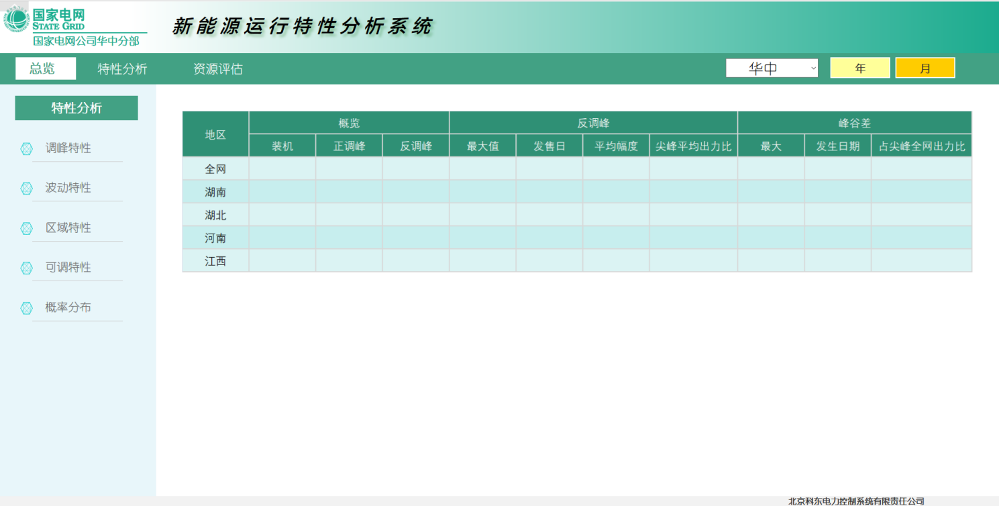 国家电网
STATE GRID
国家电网公司华中分部
新能源运行特性分析系统
总览 特性分析 资源评估 华中 年 月
特性分析
调峰特性
波动特性
区域特性
可调特性
概率分布
地区 概览 反调峰 峰谷差
装机 正调峰 反调峰 最大值 发售日 平均幅度 尖峰平均出力比 最大 发生日期 占尖峰全网出力比
全网
湖南
湖北
河南
江西
北京科东电力控制系统有限责任公司